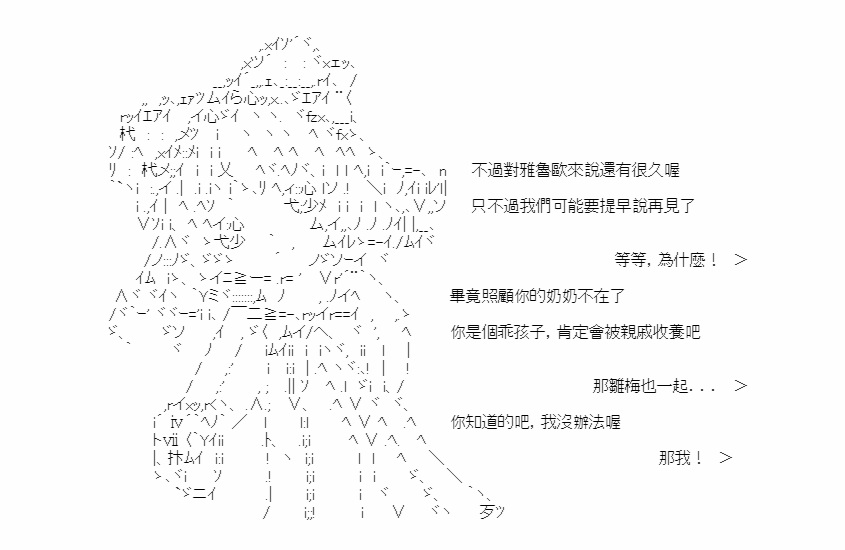 不過對雅魯歐來說還有很久喔
只不過我們可能要提早說再見了
等等，為什麼！　＞
畢竟照顧你的奶奶不在了
你是個乖孩子，肯定會被親戚收養吧
那雛梅也一起．．．　＞
你知道的吧，我沒辦法喔
那我！　＞